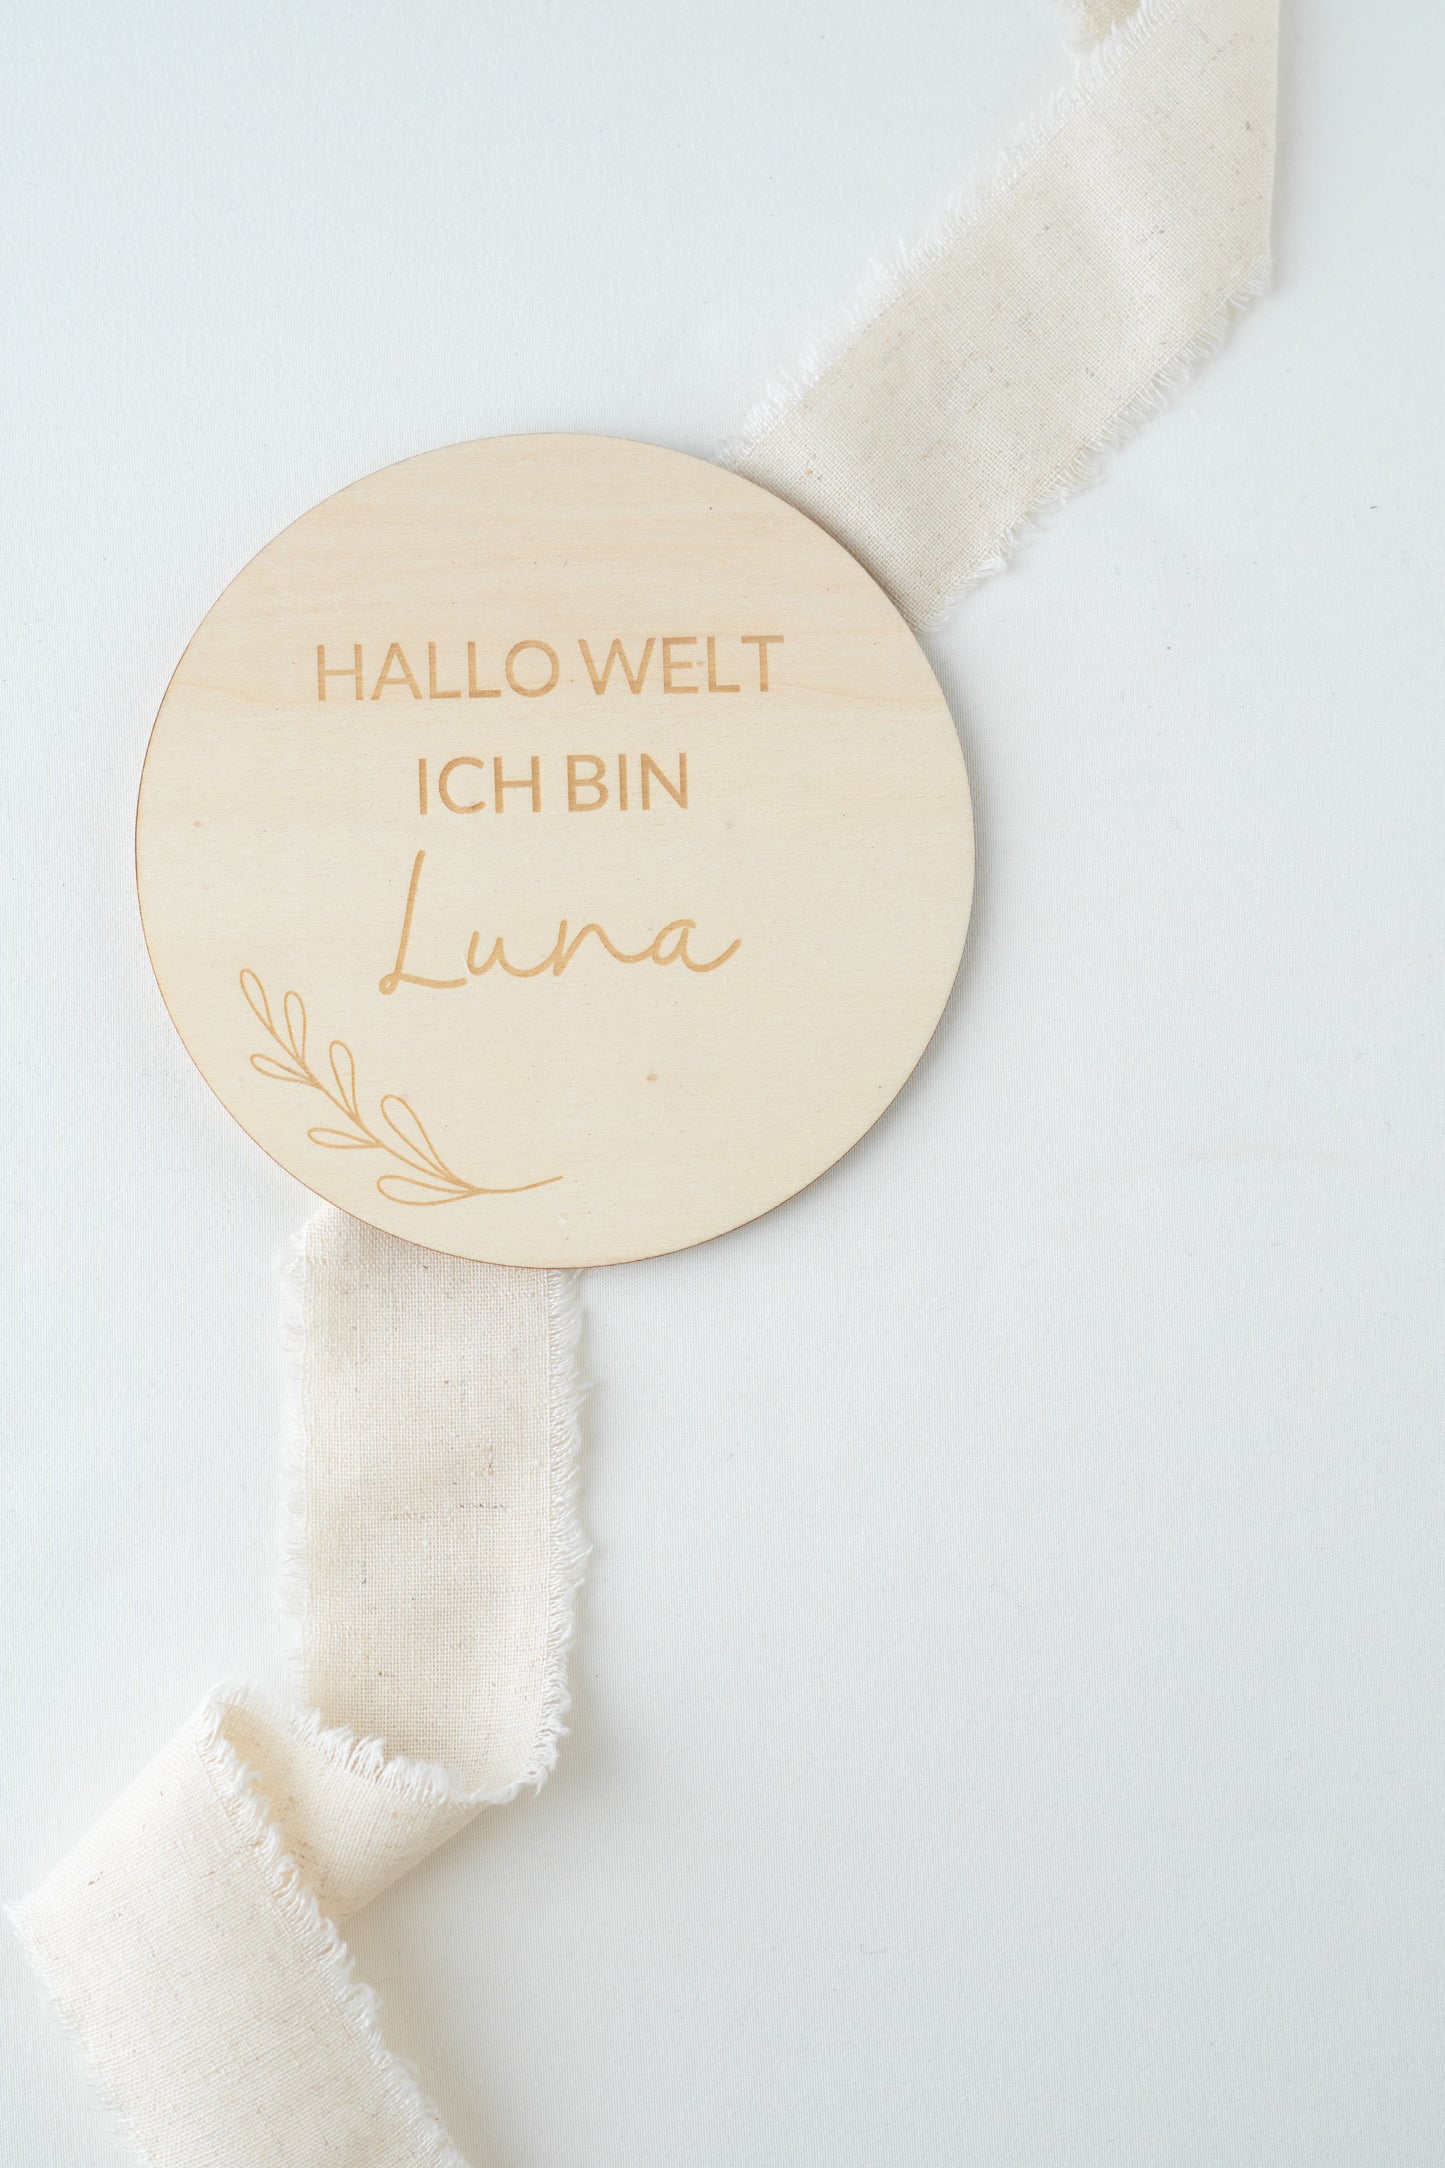 HALLO WELT
ICH BIN
Luna